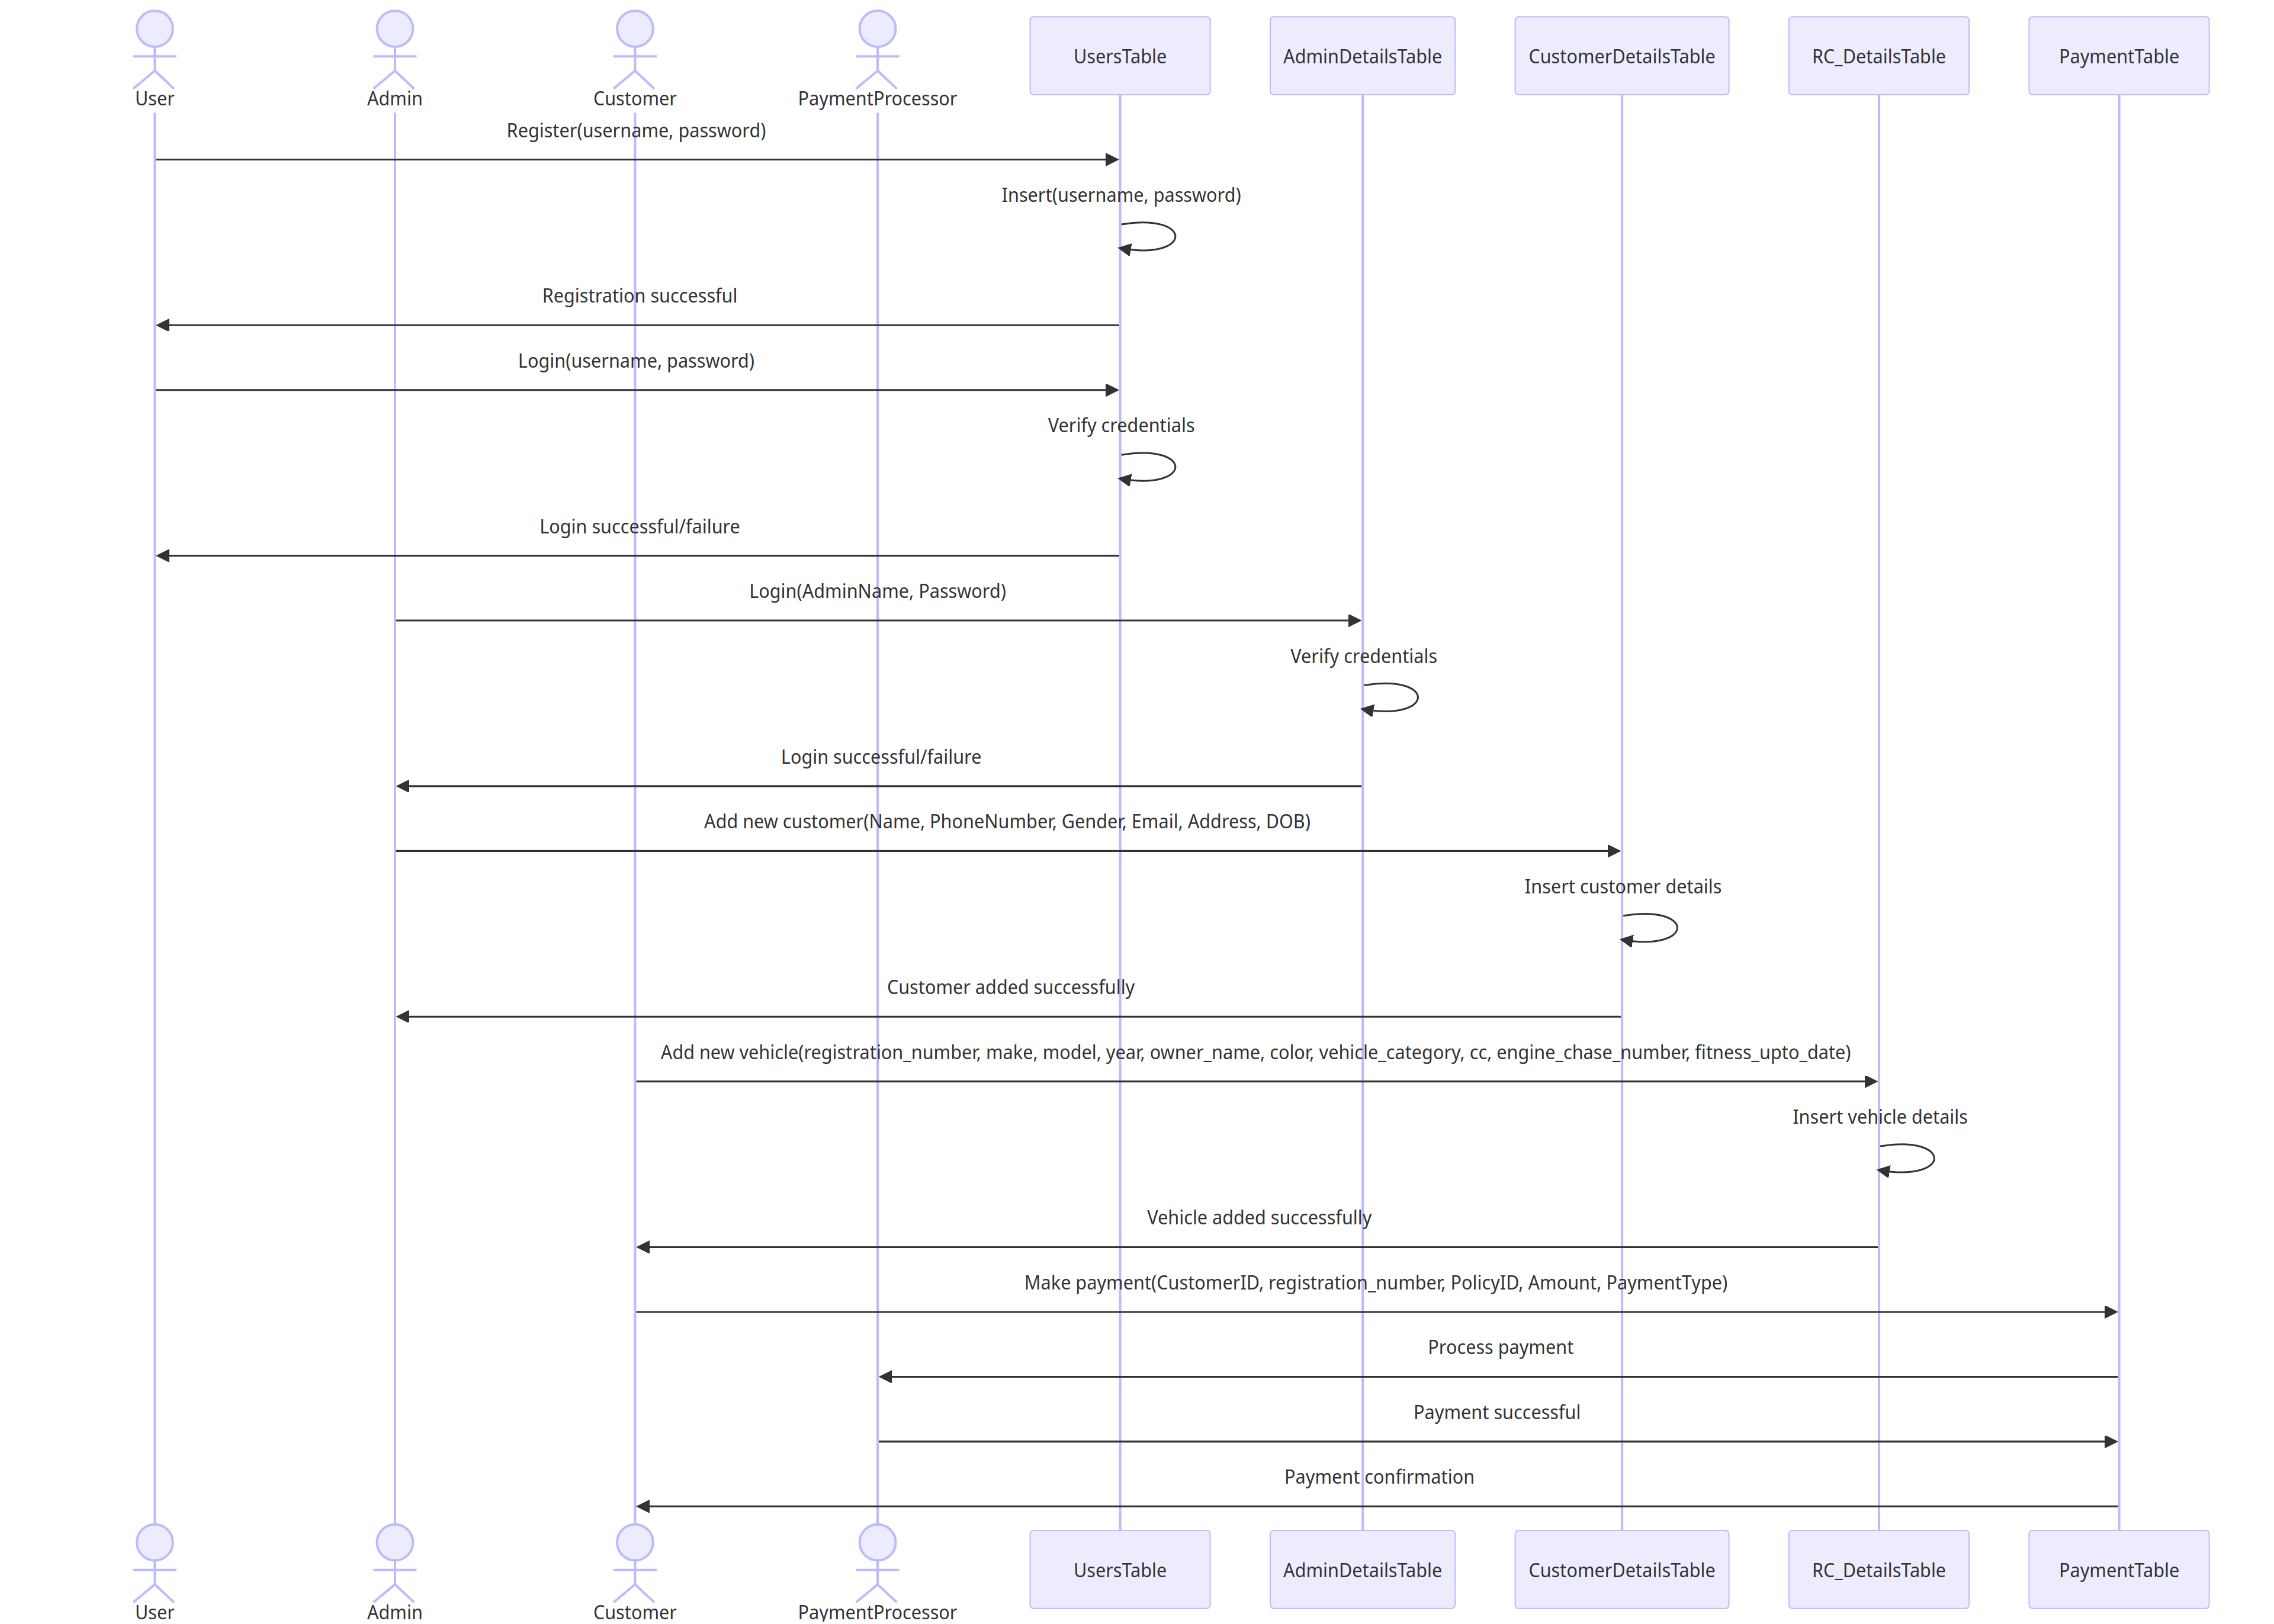 User
Admin
Customer
PaymentProcessor
UsersTable
AdminDetailsTable
CustomerDetailsTable
RC_DetailsTable
PaymentTable
Register(username, password)
Insert(username, password)
Registration successful
Login(username, password)
Verify credentials
Login successful/failure
Login(AdminName, Password)
Verify credentials
Login successful/failure
Add new customer(Name, PhoneNumber, Gender, Email, Address, DOB)
Insert customer details
Customer added successfully
Add new vehicle(registration_number, make, model, year, owner_name, color, vehicle_category, cc, engine_chase_number, fitness_upto_date)
Insert vehicle details
Vehicle added successfully
Make payment(CustomerID, registration_number, PolicyID, Amount, PaymentType)
Process payment
Payment successful
Payment confirmation
User
Admin
Customer
PaymentProcessor
UsersTable
AdminDetailsTable
CustomerDetailsTable
RC_DetailsTable
PaymentTable